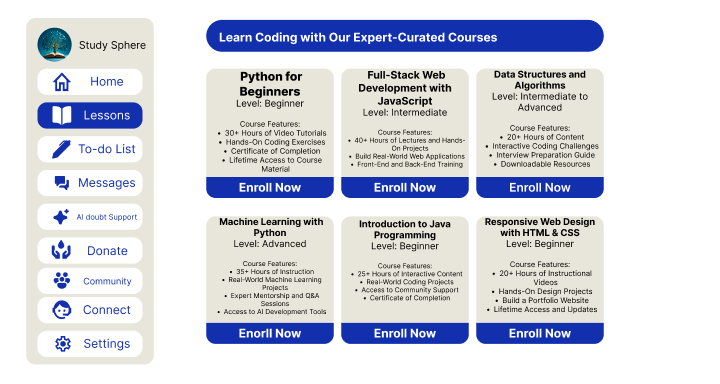 Study Sphere
Home
Lessons
To-do List
Messages
AI doubt Support
Donate
Community
Connect
Settings
Learn Coding with Our Expert-Curated Courses
Python for
Beginners
Level: Beginner
Course Features:
• 30+ Hours of Video Tutorials
• Hands-On Coding Exercises
• Certificate of Completion
• Lifetime Access to Course
Material
Enroll Now
Full-Stack Web
Development with
JavaScript
Level: Intermediate
Course Features:
• 40+ Hours of Lectures and Hands-
On Projects
• Build Real-World Web Applications
• Front-End and Back-End Training
Enroll Now
Data Structures and
Algorithms
Level: Intermediate to
Advanced
Course Features:
• 20+ Hours of Content
• Interactive Coding Challenges
• Interview Preparation Guide
• Downloadable Resources
Enroll Now
Machine Learning with
Python
Level: Advanced
Course Features:
• 35+ Hours of Instruction
• Real-World Machine Learning
Projects
• Expert Mentorship and Q&A
Sessions
• Access to AI Development Tools
Enorll Now
Introduction to Java
Programming
Level: Beginner
Course Features:
• 25+ Hours of Interactive Content
• Real-World Coding Projects
• Access to Community Support
• Certificate of Completion
Enroll Now
Responsive Web Design
with HTML & CSS
Level: Beginner
Course Features:
• 20+ Hours of Instructional
Videos
• Hands-On Design Projects
• Build a Portfolio Website
• Lifetime Access and Updates
Enroll Now